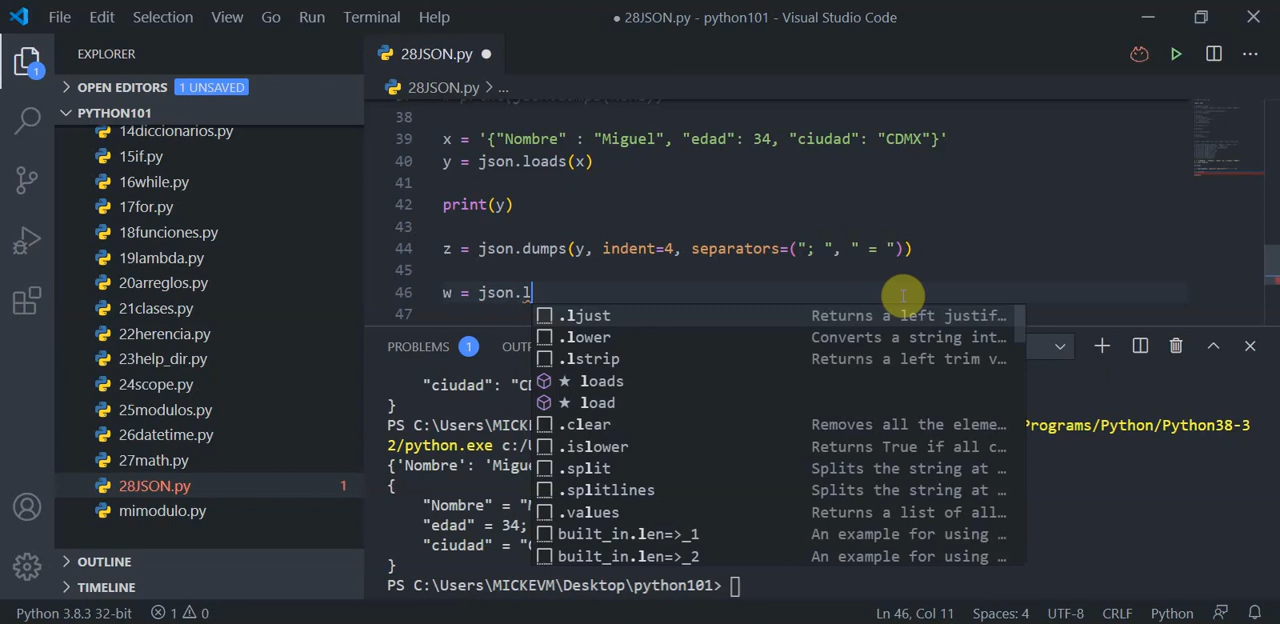 File Edit Selection View Go Run Terminal Help ● 28JSON.py - python101 - Visual Studio Code
EXPLORER
OPEN EDITORS 1 UNSAVED
PYTHON101
14diccionarios.py
15if.py
16while.py
17for.py
18funciones.py
19lambda.py
20arreglos.py
21clases.py
22herencia.py
23help_dir.py
24scope.py
25modulos.py
26datetime.py
27math.py
28JSON.py 1
mimodulo.py
OUTLINE
TIMELINE
1
28JSON.py ●
28JSON.py > ...
38
39 x = '{"Nombre" : "Miguel", "edad": 34, "ciudad": "CDMX"}'
40 y = json.loads(x)
41
42 print(y)
43
44 z = json.dumps(y, indent=4, separators=("; ", " = "))
45
46 w = json.l
47
.ljust Returns a left justif…
.lower Converts a string int…
.lstrip Returns a left trim v…
★ loads
★ load
.clear Removes all the eleme…
.islower Returns True if all c…
.split Splits the string at …
.splitlines Splits the string at …
.values Returns a list of all…
built_in.len=>_1 An example for using …
built_in.len=>_2 An example for using …
PROBLEMS 1 OUTP
"ciudad": "CD
}
PS C:\Users\MICKEV Programs/Python/Python38-3
2/python.exe c:/U
{'Nombre': 'Migue
{
"Nombre" = "M
"edad" = 34;
"ciudad" = "C
}
PS C:\Users\MICKEVM\Desktop\python101>
Python 3.8.3 32-bit 1 0 Ln 46, Col 11 Spaces: 4 UTF-8 CRLF Python